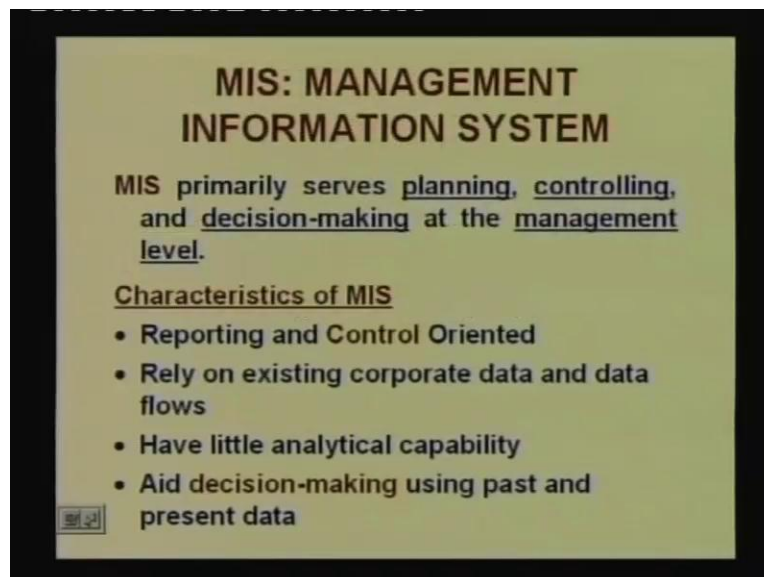 MIS: MANAGEMENT
INFORMATION SYSTEM
MIS primarily serves planning, controlling,
and decision-making at the management
level.
Characteristics of MIS
• Reporting and Control Oriented
• Rely on existing corporate data and data
flows
• Have little analytical capability
• Aid decision-making using past and
present data